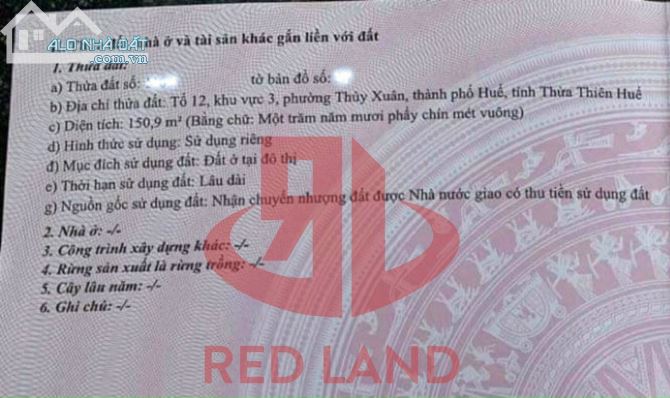 ALO NHÀ ĐẤT
.com.vn
nhà ở và tài sản khác gắn liền với đất
1. Thửa đất:
a) Thửa đất số: tờ bản đồ số:
b) Địa chỉ thửa đất: Tổ 12, khu vực 3, phường Thủy Xuân, thành phố Huế, tỉnh Thừa Thiên Huế
c) Diện tích: 150,9 m² (Bằng chữ: Một trăm năm mươi phẩy chín mét vuông)
d) Hình thức sử dụng: Sử dụng riêng
đ) Mục đích sử dụng đất: Đất ở tại đô thị
e) Thời hạn sử dụng đất: Lâu dài
g) Nguồn gốc sử dụng đất: Nhận chuyển nhượng đất được Nhà nước giao có thu tiền sử dụng đất
2. Nhà ở: -/-
3. Công trình xây dựng khác: -/-
4. Rừng sản xuất là rừng trồng: -/-
5. Cây lâu năm: -/-
6. Ghi chú: -/-
RED LAND